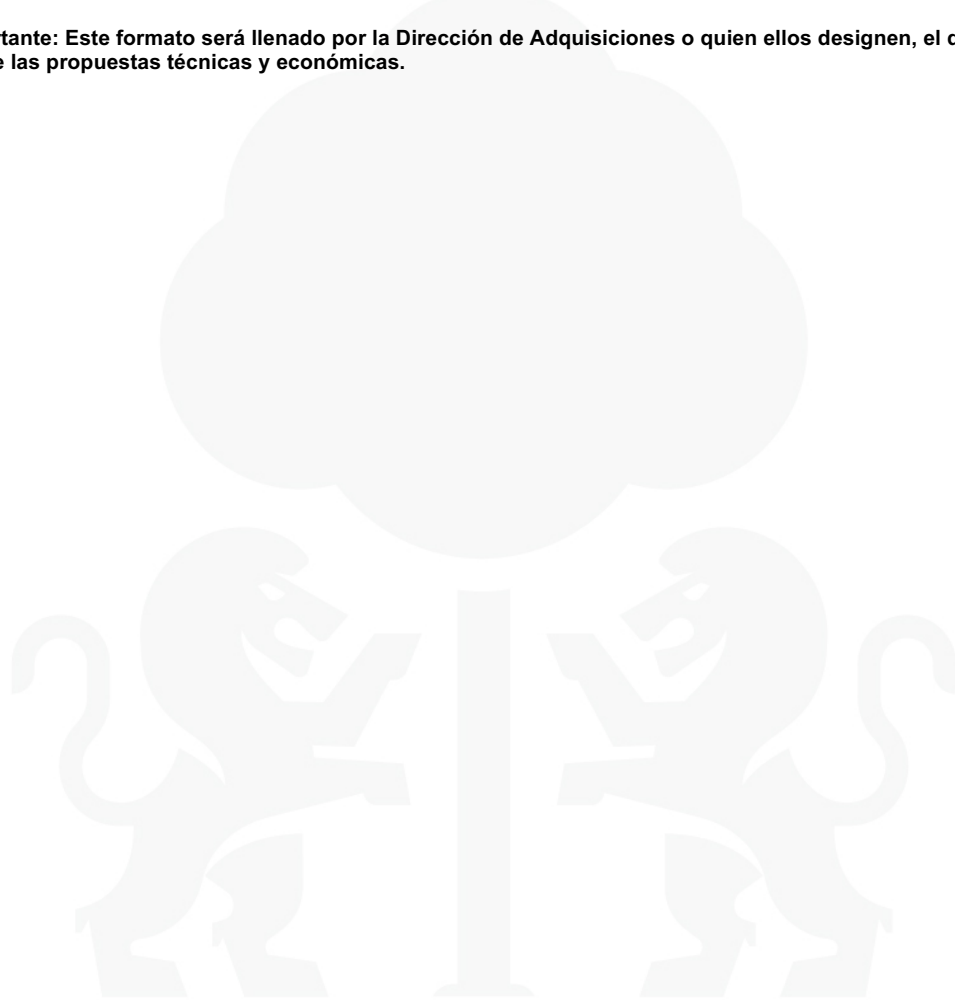 rtante: Este formato será llenado por la Dirección de Adquisiciones o quien ellos designen, el
las propuestas técnicas y económicas.